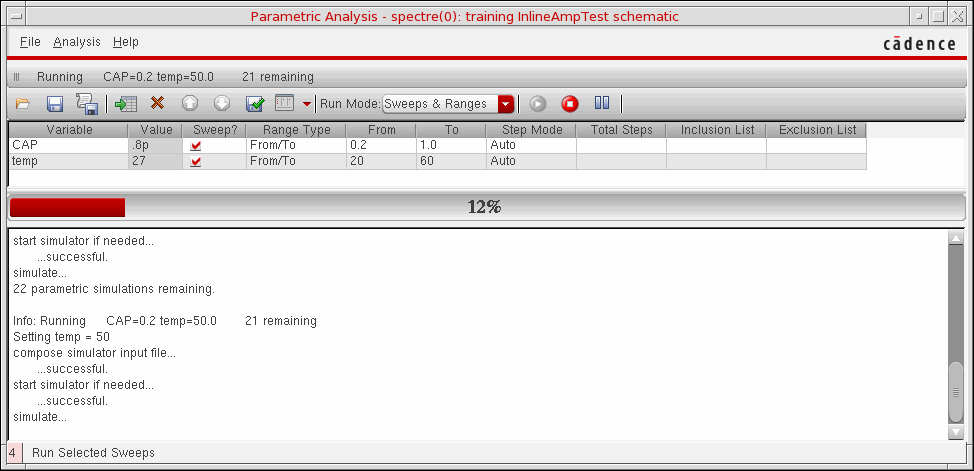 Parametric Analysis - spectre(0): training InlineAmpTest schematic
File Analysis Help
cādence
Running CAP=0.2 temp=50.0 21 remaining
Run Mode: Sweeps & Ranges
Variable Value Sweep? Range Type From To Step Mode Total Steps Inclusion List Exclusion List
CAP .8p From/To 0.2 1.0 Auto
temp 27 From/To 20 60 Auto
12%
start simulator if needed...
...successful.
simulate...
22 parametric simulations remaining.
Info: Running CAP=0.2 temp=50.0 21 remaining
Setting temp = 50
compose simulator input file...
...successful.
start simulator if needed...
...successful.
simulate...
4 Run Selected Sweeps